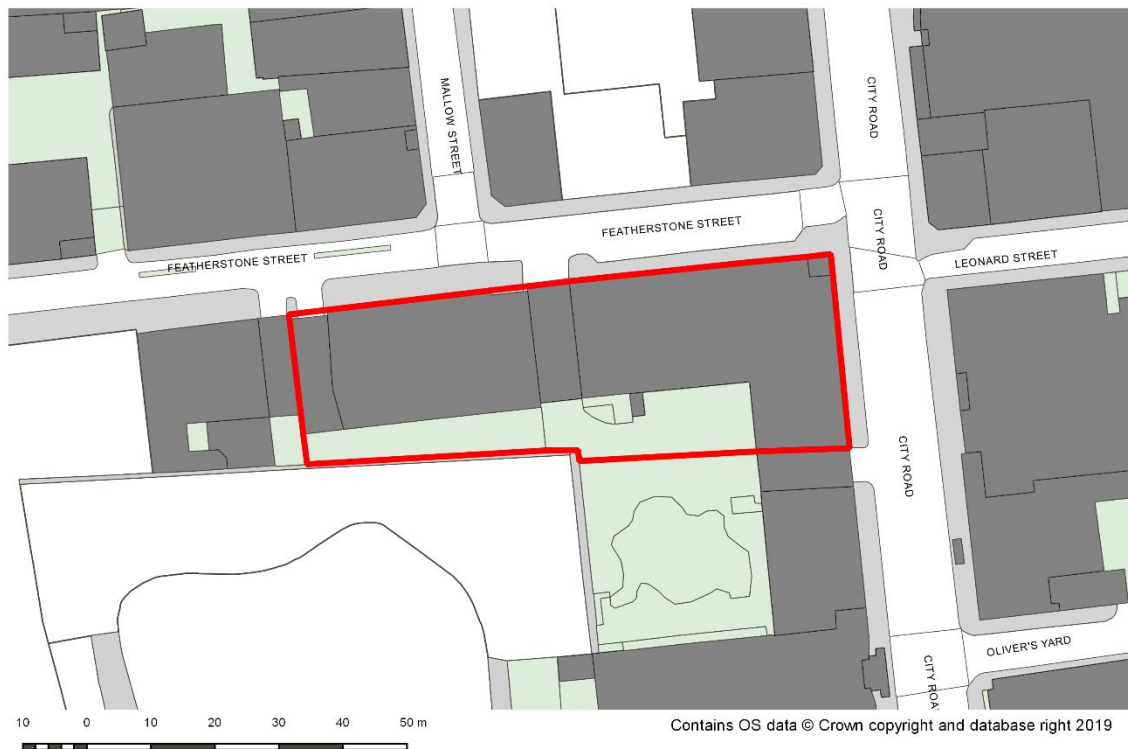 MALLOW STREET
CITY ROAD
FEATHERSTONE STREET
CITY ROAD
FEATHERSTONE STREET
LEONARD STREET
CITY ROAD
OLIVER'S YARD
CITY ROA
10 0 10 20 30 40 50 m
Contains OS data © Crown copyright and database right 2019